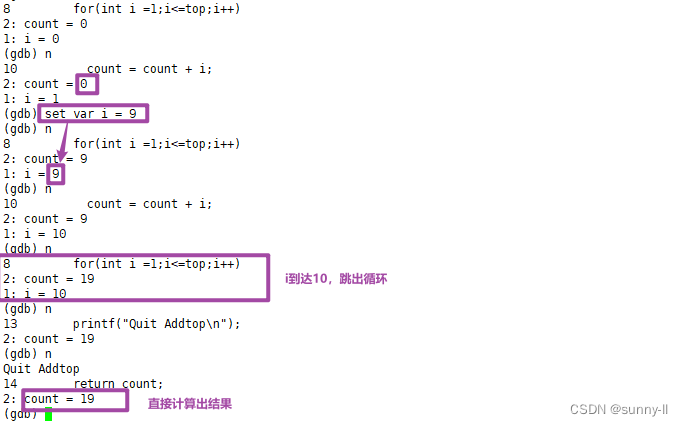 8        for(int i =1;i<=top;i++)
2: count = 0
1: i = 0
(gdb) n
10         count = count + i;
2: count = 0
1: i = 1
(gdb) set var i = 9
(gdb) n
8        for(int i =1;i<=top;i++)
2: count = 9
1: i = 9
(gdb) n
10         count = count + i;
2: count = 9
1: i = 10
(gdb) n
8        for(int i =1;i<=top;i++)
2: count = 19
i到达10，跳出循环
1: i = 10
(gdb) n
13       printf("Quit Addtop\n");
2: count = 19
(gdb) n
Quit Addtop
14       return count;
2: count = 19
直接计算出结果
(gdb)
CSDN @sunny-ll